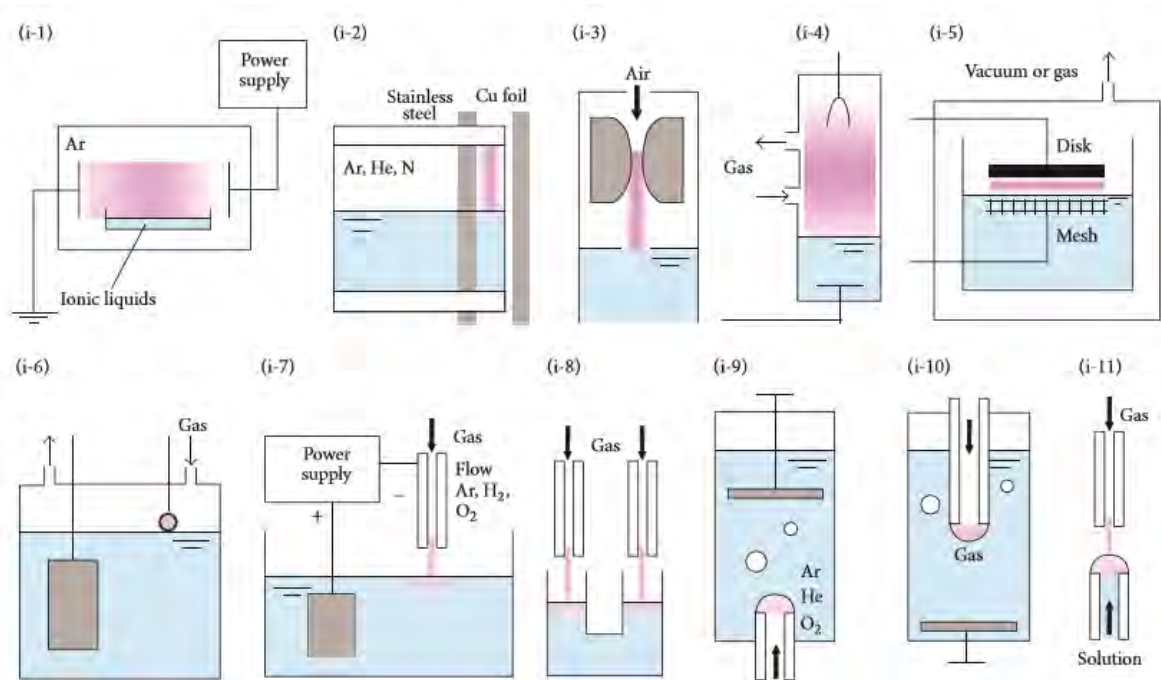 (i-1)
Power
supply
Ar
Ionic liquids
(i-2)
Stainless
steel
Cu foil
Ar, He, N
(i-3)
Air
(i-4)
Gas
(i-5)
Vacuum or gas
Disk
Mesh
(i-6)
Gas
(i-7)
Power
supply
+
−
Gas
Flow
Ar, H₂,
O₂
(i-8)
Gas
(i-9)
Ar
He
O₂
(i-10)
Gas
(i-11)
Gas
Solution